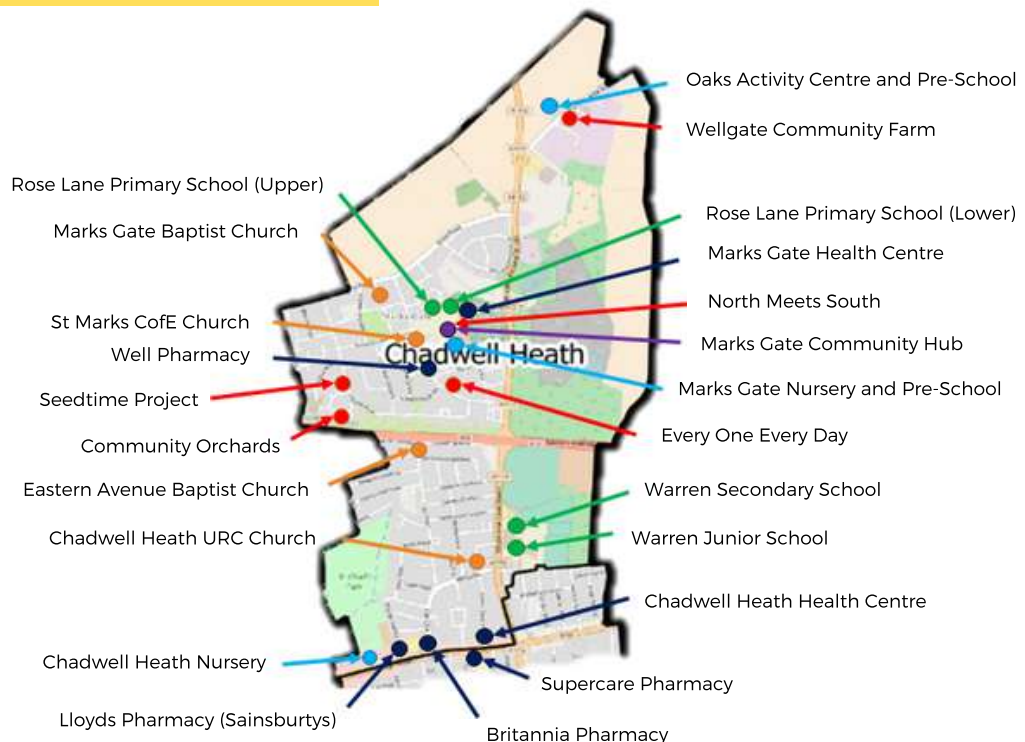 Oaks Activity Centre and Pre-School
Wellgate Community Farm
Rose Lane Primary School (Upper)
Rose Lane Primary School (Lower)
Marks Gate Baptist Church
Marks Gate Health Centre
North Meets South
St Marks CofE Church
Marks Gate Community Hub
Well Pharmacy
Chadwell Heath
Marks Gate Nursery and Pre-School
Seedtime Project
Every One Every Day
Community Orchards
Eastern Avenue Baptist Church
Warren Secondary School
Chadwell Heath URC Church
Warren Junior School
Chadwell Heath Health Centre
Chadwell Heath Nursery
Supercare Pharmacy
Lloyds Pharmacy (Sainsburtys)
Britannia Pharmacy